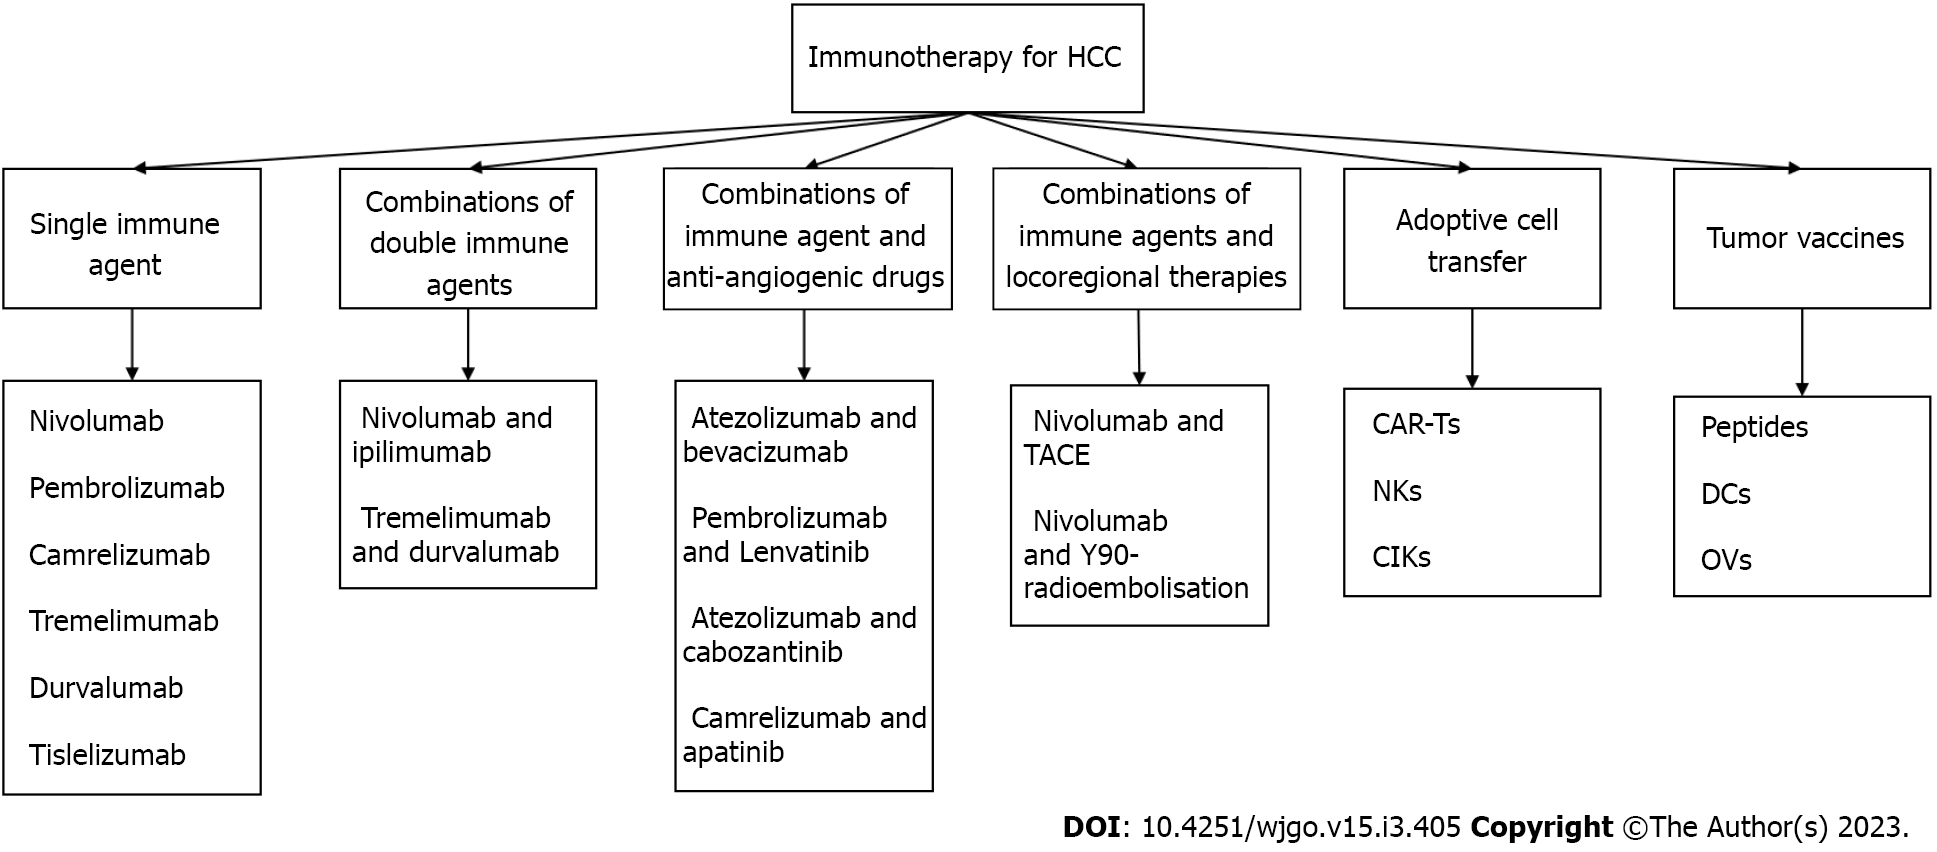 Immunotherapy for HCC
Single immune
agent
Combinations of
double immune
agents
Combinations of
immune agent and
anti-angiogenic drugs
Combinations of
immune agents and
locoregional therapies
Adoptive cell
transfer
Tumor vaccines
Nivolumab
Pembrolizumab
Camrelizumab
Tremelimumab
Durvalumab
Tislelizumab
Nivolumab and
ipilimumab
Tremelimumab
and durvalumab
Atezolizumab and
bevacizumab
Pembrolizumab
and Lenvatinib
Atezolizumab and
cabozantinib
Camrelizumab and
apatinib
Nivolumab and
TACE
Nivolumab
and Y90-
radioembolisation
CAR-Ts
NKs
CIKs
Peptides
DCs
OVs
DOI: 10.4251/wjgo.v15.i3.405 Copyright ©The Author(s) 2023.